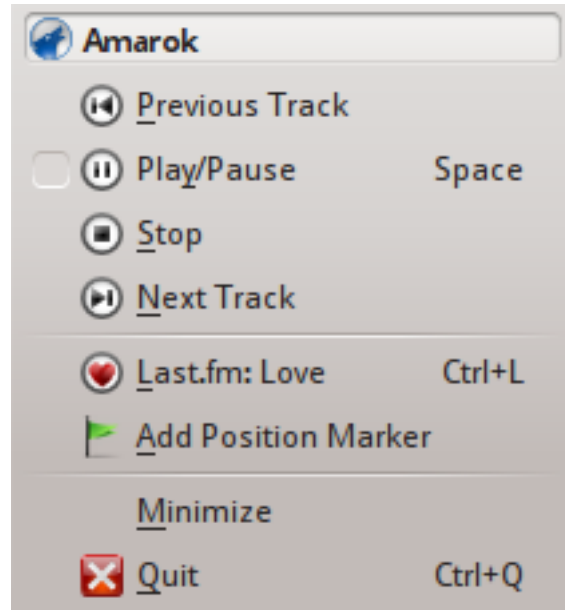 Amarok
Previous Track
Play/Pause Space
Stop
Next Track
Last.fm: Love Ctrl+L
Add Position Marker
Minimize
Quit Ctrl+Q